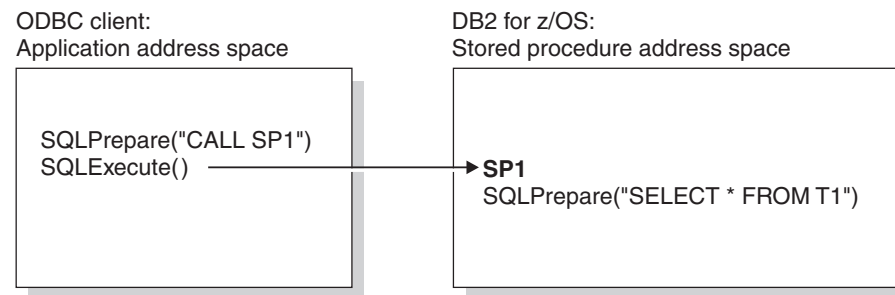 ODBC client:
Application address space
DB2 for z/OS:
Stored procedure address space
SQLPrepare("CALL SP1")
SQLExecute()
SP1
SQLPrepare("SELECT * FROM T1")